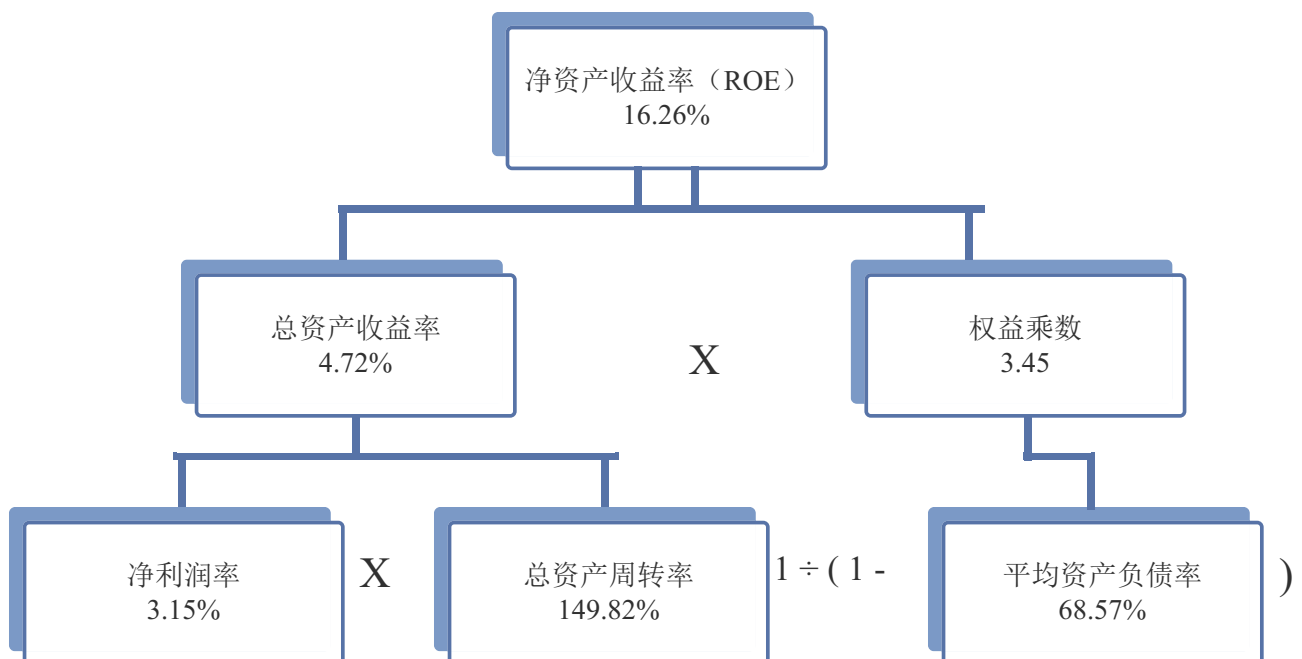 净资产收益率（ROE）
16.26%
总资产收益率
4.72%
X
权益乘数
3.45
净利润率
3.15%
X
总资产周转率
149.82%
1 ÷ ( 1 -
平均资产负债率
68.57%
)